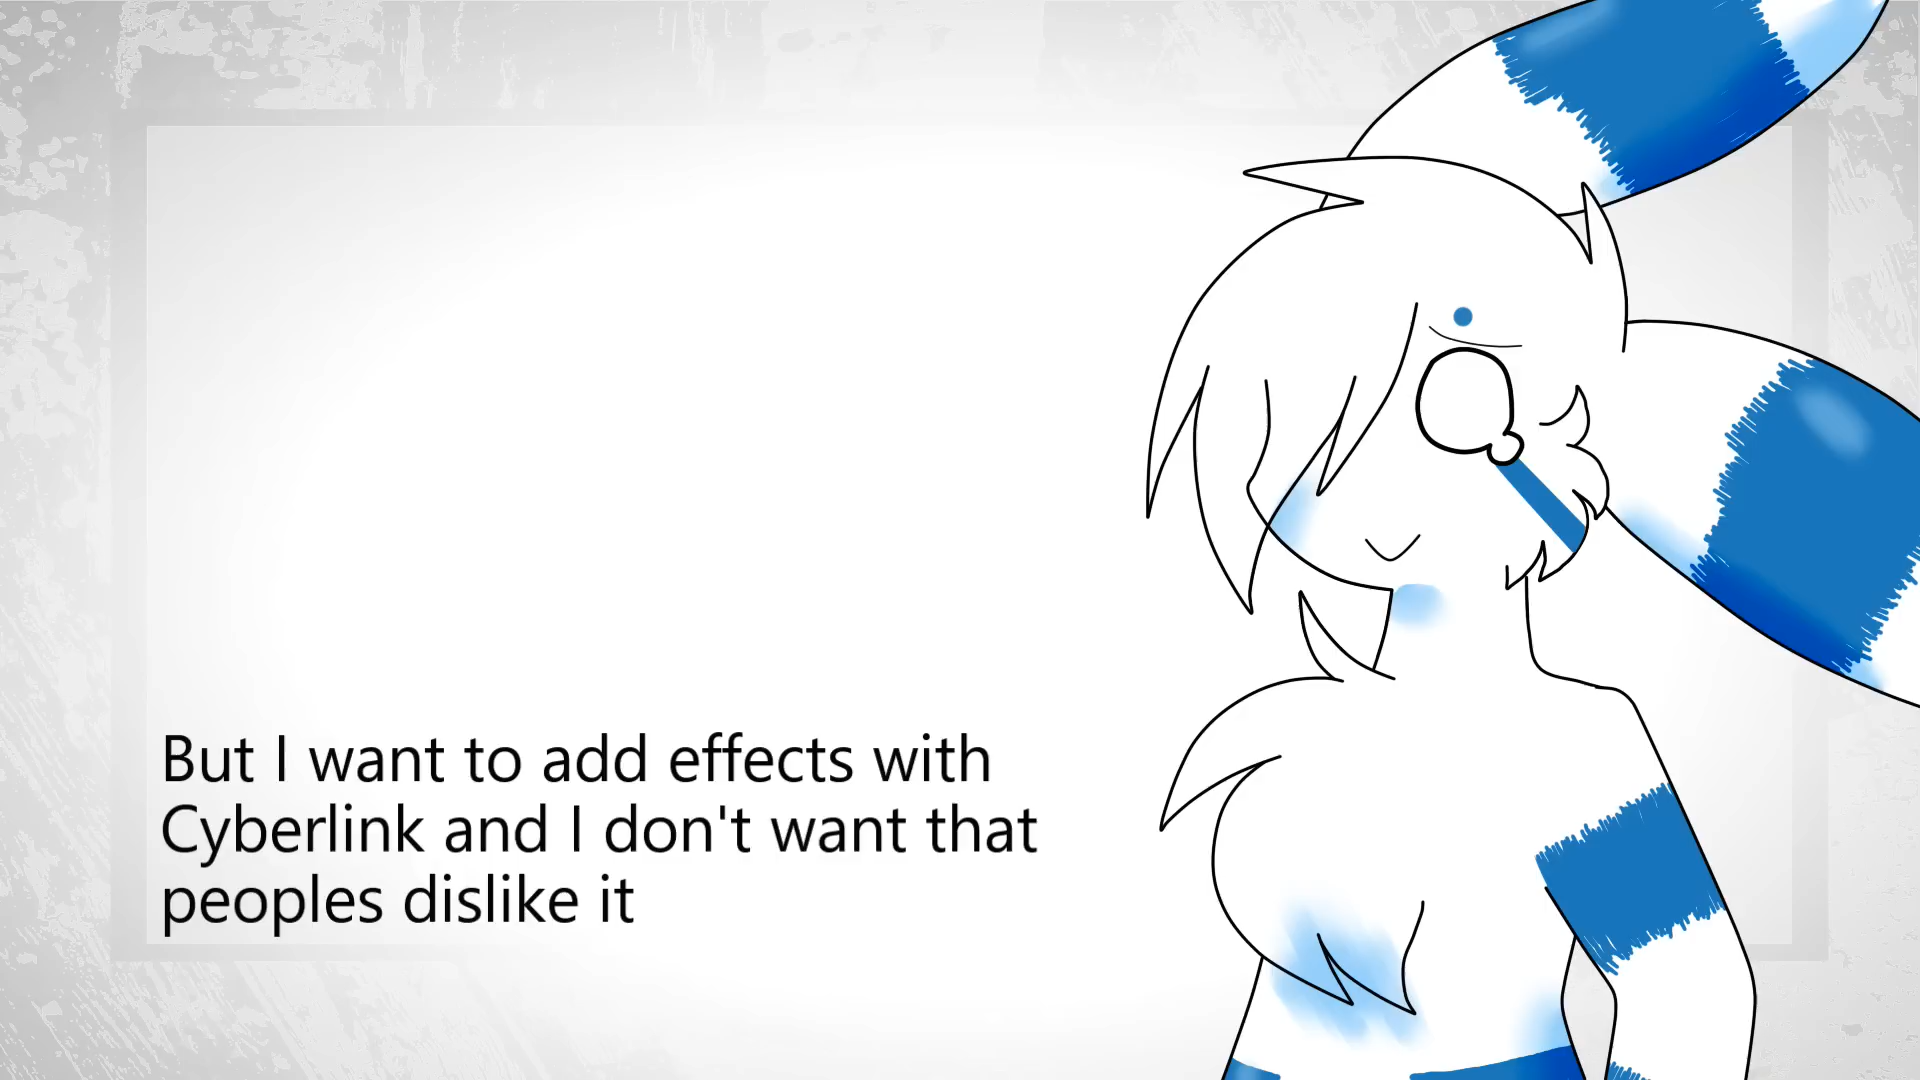 But I want to add effects with
Cyberlink and I don't want that
peoples dislike it